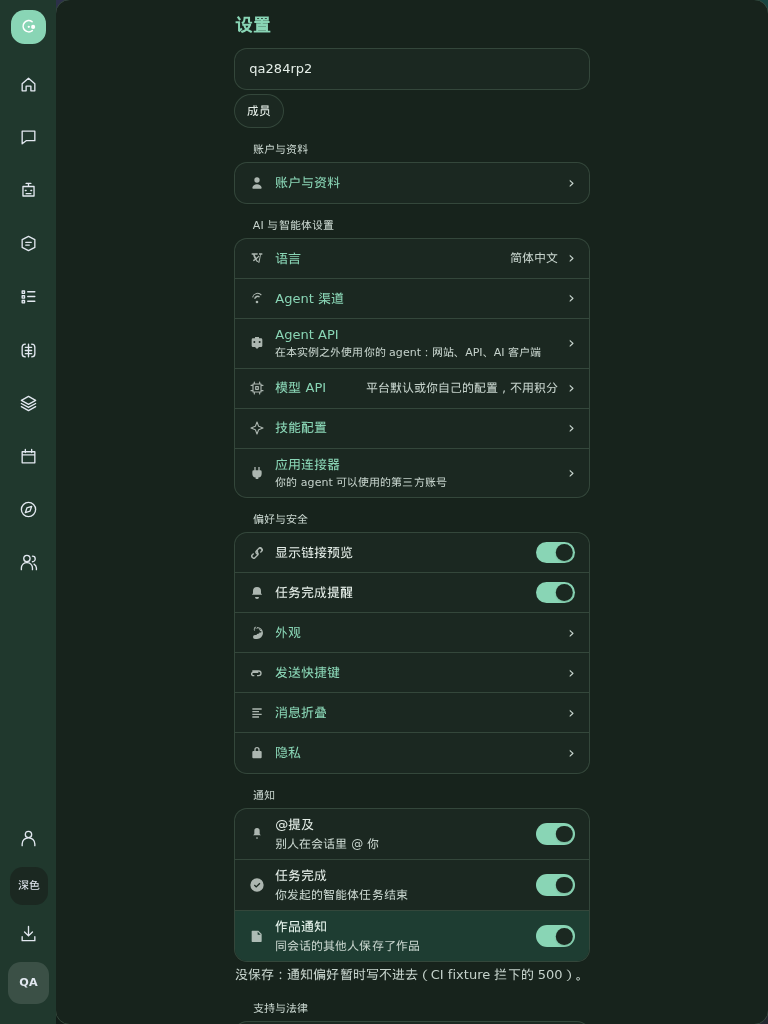 设置
qa284rp2
成员
账户与资料
账户与资料
AI 与智能体设置
语言 简体中文
Agent 渠道
Agent API
在本实例之外使用你的 agent：网站、API、AI 客户端
模型 API 平台默认或你自己的配置，不用积分
技能配置
应用连接器
你的 agent 可以使用的第三方账号
偏好与安全
显示链接预览
任务完成提醒
外观
发送快捷键
消息折叠
隐私
通知
@提及
别人在会话里 @ 你
任务完成
你发起的智能体任务结束
作品通知
同会话的其他人保存了作品
没保存：通知偏好暂时写不进去（CI fixture 拦下的 500）。
支持与法律
深色
QA